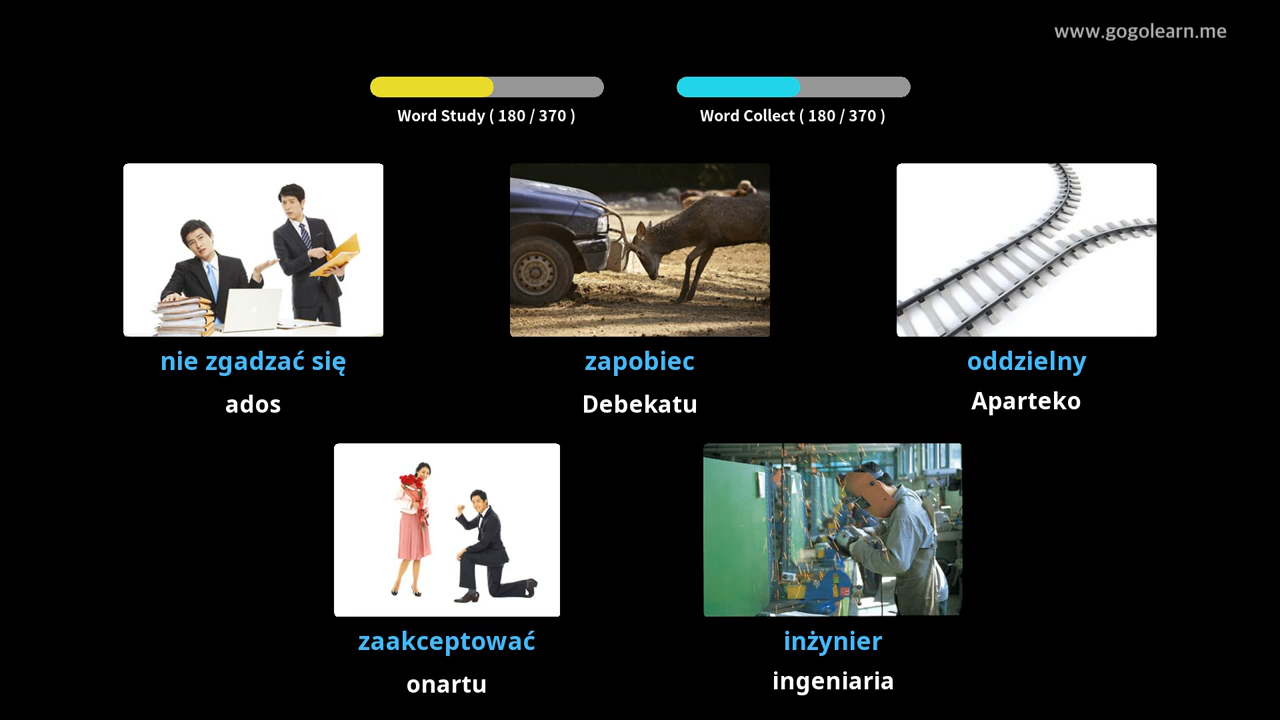 www.gogolearn.me
Word Study ( 180 / 370 )
Word Collect ( 180 / 370 )
nie zgadzać się
ados
zapobiec
Debekatu
oddzielny
Aparteko
zaakceptować
onartu
inżynier
ingeniaria